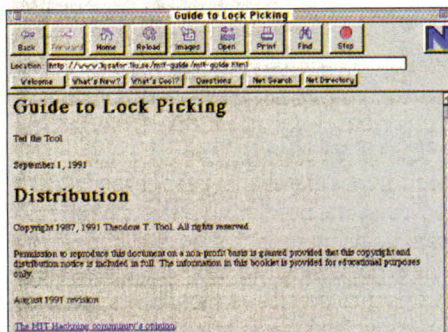 Guide to Lock Picking
Back Forward Home Reload Images Open Print Find Stop N
Location:
What's New? What's Cool? Questions Net Search Net Directory
Guide to Lock Picking
Ted the Tool
September 1, 1991
Distribution
Copyright 1987, 1991 Theodore T. Tool. All rights reserved.
Permission to reproduce this document on a non-profit basis is granted provided that this copyright and
distribution notice is included in full. The information in this booklet is provided for educational purposes
only.
August 1991 revision
The MIT Hacking community's opinion.